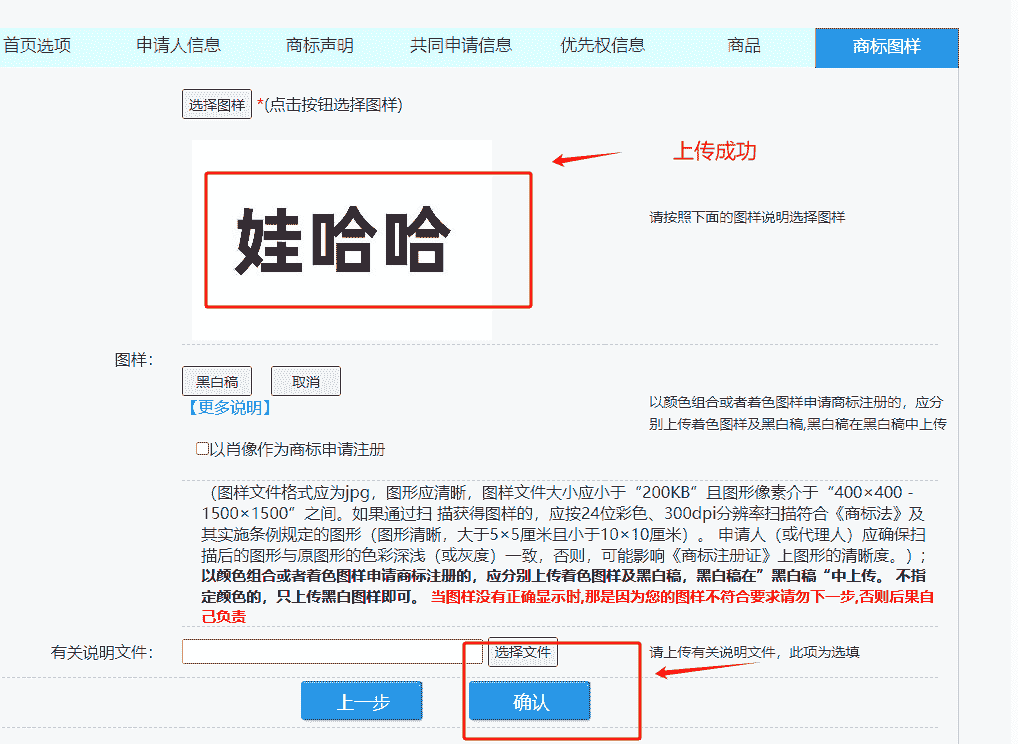 首页选项 申请人信息 商标声明 共同申请信息 优先权信息 商品 商标图样
选择图样 *(点击按钮选择图样)
上传成功
娃哈哈
请按照下面的图样说明选择图样
图样：
黑白稿 取消
【更多说明】
以颜色组合或者着色图样申请商标注册的，应分
别上传着色图样及黑白稿,黑白稿在黑白稿中上传
以肖像作为商标申请注册
（图样文件格式应为jpg，图形应清晰，图样文件大小应小于“200KB”且图形像素介于“400×400 -
1500×1500”之间。如果通过扫 描获得图样的，应按24位彩色、300dpi分辨率扫描符合《商标法》及
其实施条例规定的图形（图形清晰，大于5×5厘米且小于10×10厘米）。 申请人（或代理人）应确保扫
描后的图形与原图形的色彩深浅（或灰度）一致，否则，可能影响《商标注册证》上图形的清晰度。）;
以颜色组合或者着色图样申请商标注册的，应分别上传着色图样及黑白稿，黑白稿在”黑白稿“中上传。 不指
定颜色的，只上传黑白图样即可。 当图样没有正确显示时,那是因为您的图样不符合要求请勿下一步,否则后果自
己负责
有关说明文件： 选择文件 请上传有关说明文件，此项为选填
上一步 确认